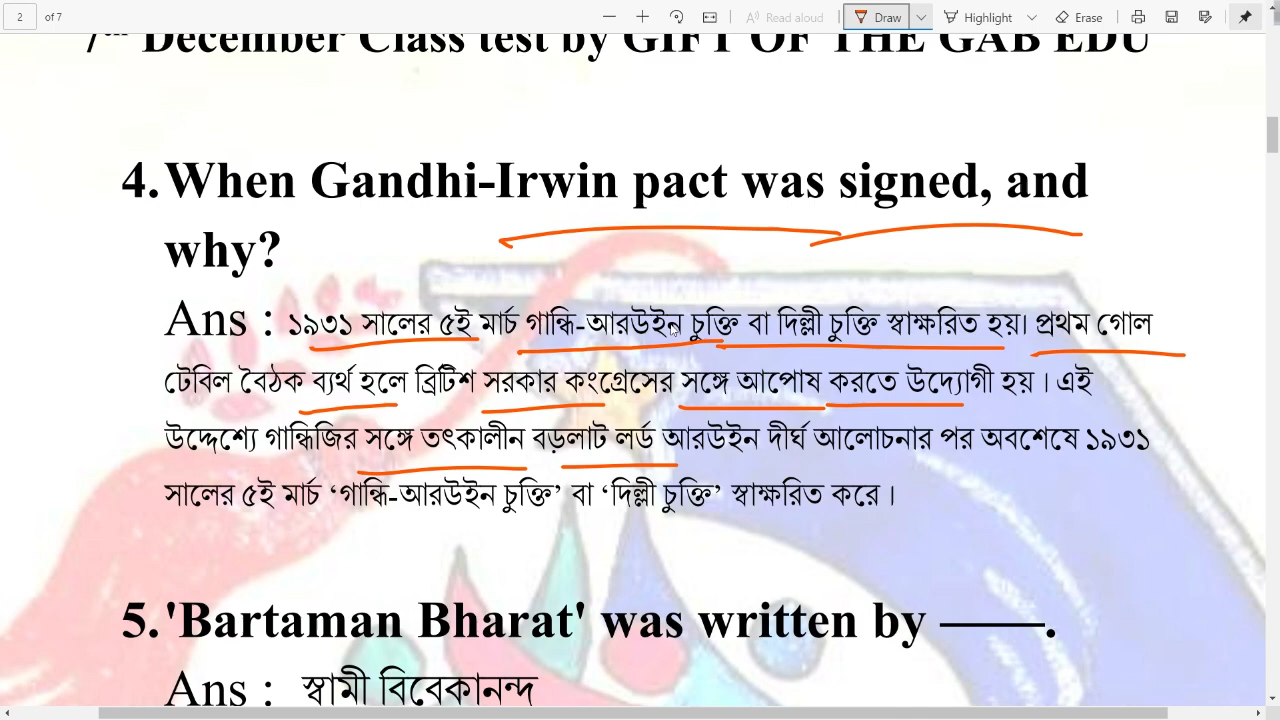 2 of 7 Read aloud Draw Highlight Erase
7th December Class test by GIFT OF THE GAB EDU
4. When Gandhi-Irwin pact was signed, and
why?
Ans : ১৯৩১ সালের ৫ই মার্চ গান্ধি-আরউইন চুক্তি বা দিল্লী চুক্তি স্বাক্ষরিত হয়। প্রথম গোল
টেবিল বৈঠক ব্যর্থ হলে ব্রিটিশ সরকার কংগ্রেসের সঙ্গে আপোষ করতে উদ্যোগী হয়। এই
উদ্দেশ্যে গান্ধিজির সঙ্গে তৎকালীন বড়লাট লর্ড আরউইন দীর্ঘ আলোচনার পর অবশেষে ১৯৩১
সালের ৫ই মার্চ ‘গান্ধি-আরউইন চুক্তি’ বা ‘দিল্লী চুক্তি’ স্বাক্ষরিত করে।
5. 'Bartaman Bharat' was written by ——.
Ans : স্বামী বিবেকানন্দ